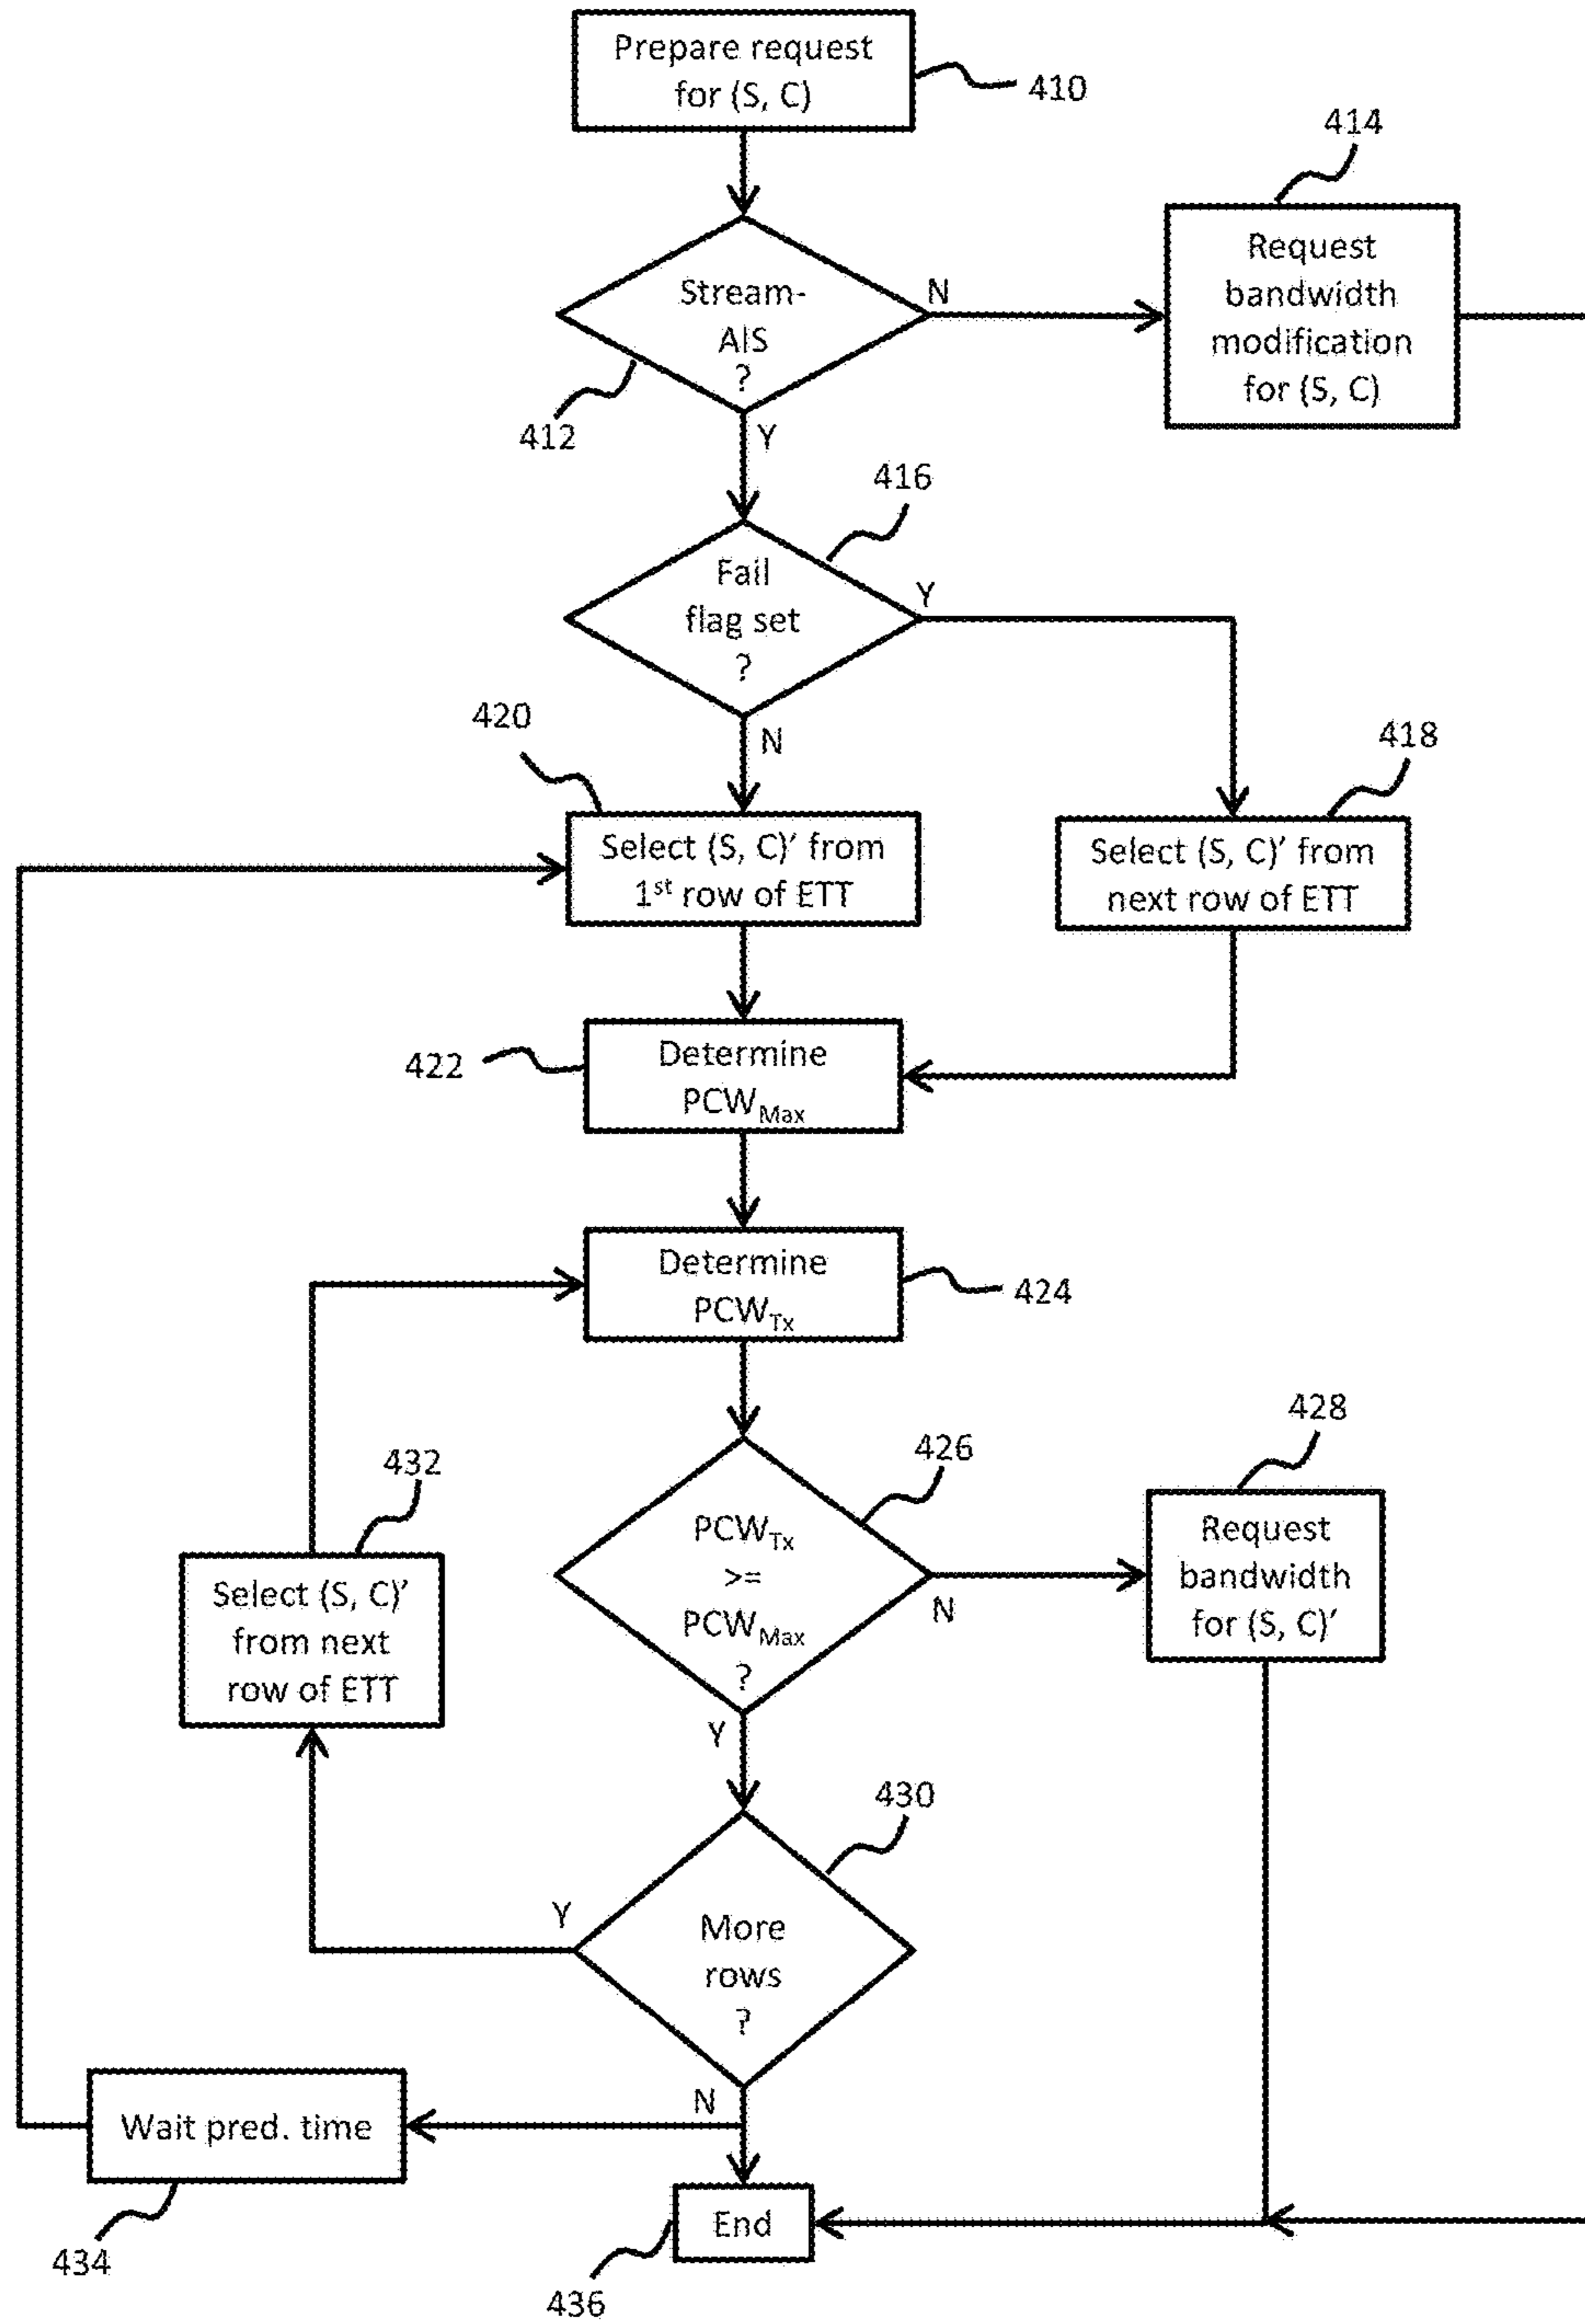 Prepare request
for (S, C)
410
414
Request
bandwidth
modification
for (S, C)
Stream-
AIS
?
N
412
Y
416
Fail
flag set
?
Y
N
420
418
Select (S, C)′ from
1st row of ETT
Select (S, C)′ from
next row of ETT
422
Determine
PCWMax
Determine
PCWTx
424
428
426
432
PCWTx
>=
PCWMax
?
N
Request
bandwidth
for (S, C)′
Select (S, C)′
from next
row of ETT
Y
430
Y
More
rows
?
N
Wait pred. time
434
End
436